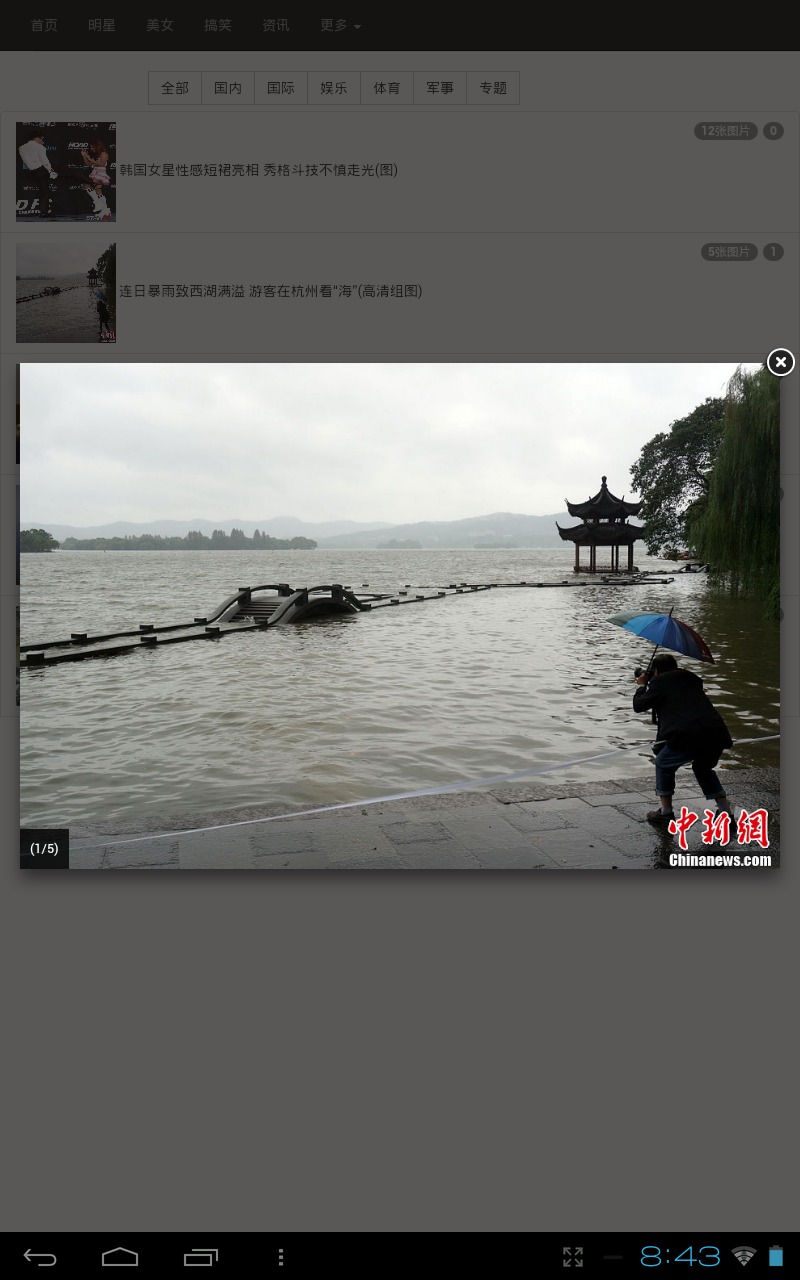 首页 明星 美女 搞笑 资讯 更多
全部 国内 国际 娱乐 体育 军事 专题
12张图片 0
韩国女星性感短裙亮相 秀格斗技不慎走光(图)
5张图片 1
连日暴雨致西湖满溢 游客在杭州看“海”(高清组图)
(1/5)
中新網
Chinanews.com
8:43